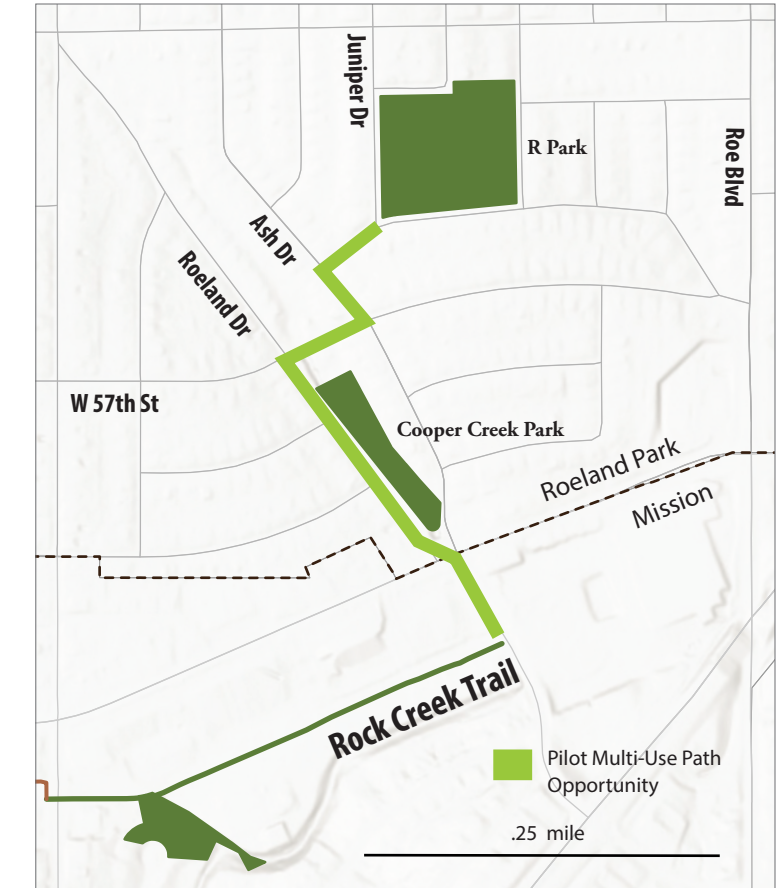 Juniper Dr
R Park
Roe Blvd
Ash Dr
Roeland Dr
W 57th St
Cooper Creek Park
Roeland Park
Mission
Rock Creek Trail
Pilot Multi-Use Path
Opportunity
.25 mile